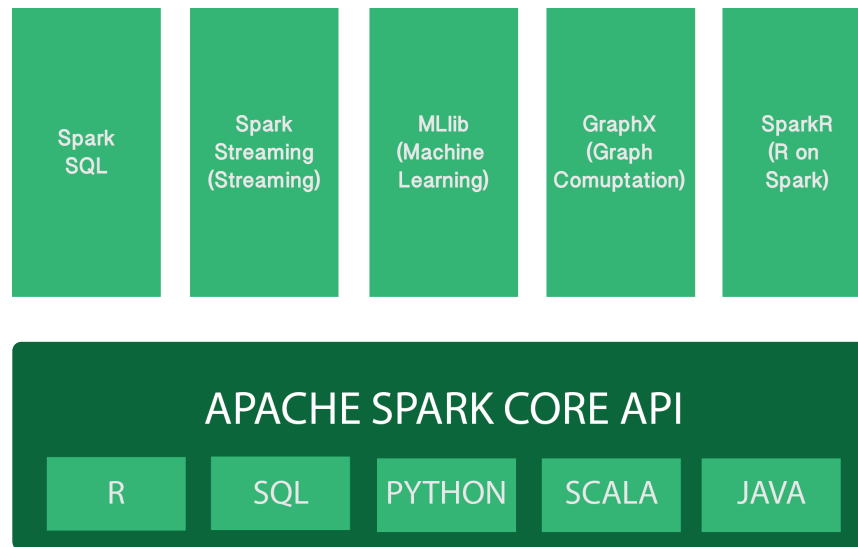 Spark
SQL
Spark
Streaming
(Streaming)
MLlib
(Machine
Learning)
GraphX
(Graph
Comuptation)
SparkR
(R on
Spark)
APACHE SPARK CORE API
R
SQL
PYTHON
SCALA
JAVA